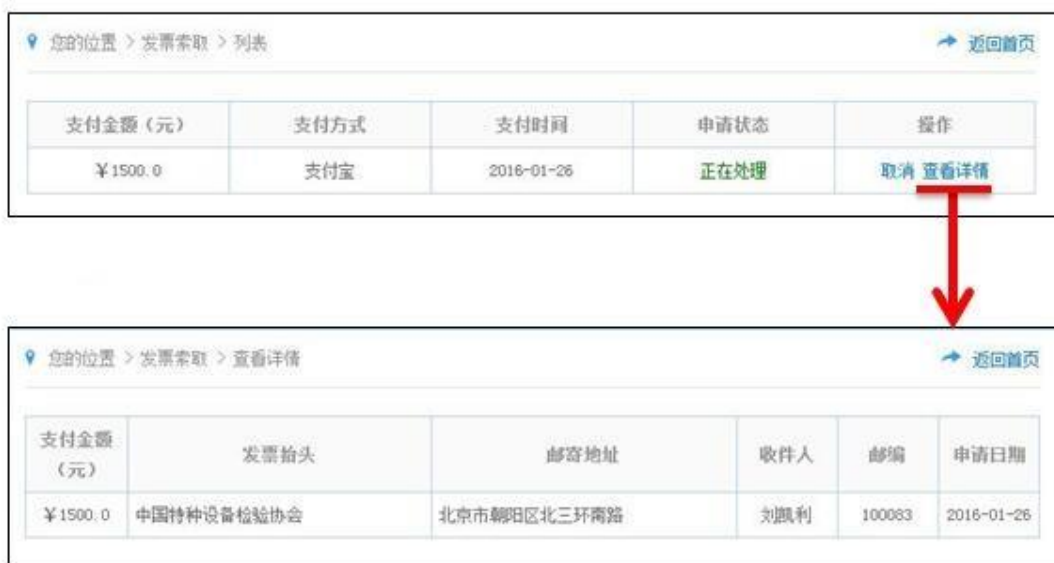 您的位置 > 发票索取 > 列表 返回首页
支付金额（元） 支付方式 支付时间 申请状态 操作
￥1500.0 支付宝 2016-01-26 正在处理 取消 查看详情
您的位置 > 发票索取 > 查看详情 返回首页
支付金额
（元） 发票抬头 邮寄地址 收件人 邮编 申请日期
￥1500.0 中国特种设备检验协会 北京市朝阳区北三环南路 刘凯利 100083 2016-01-26